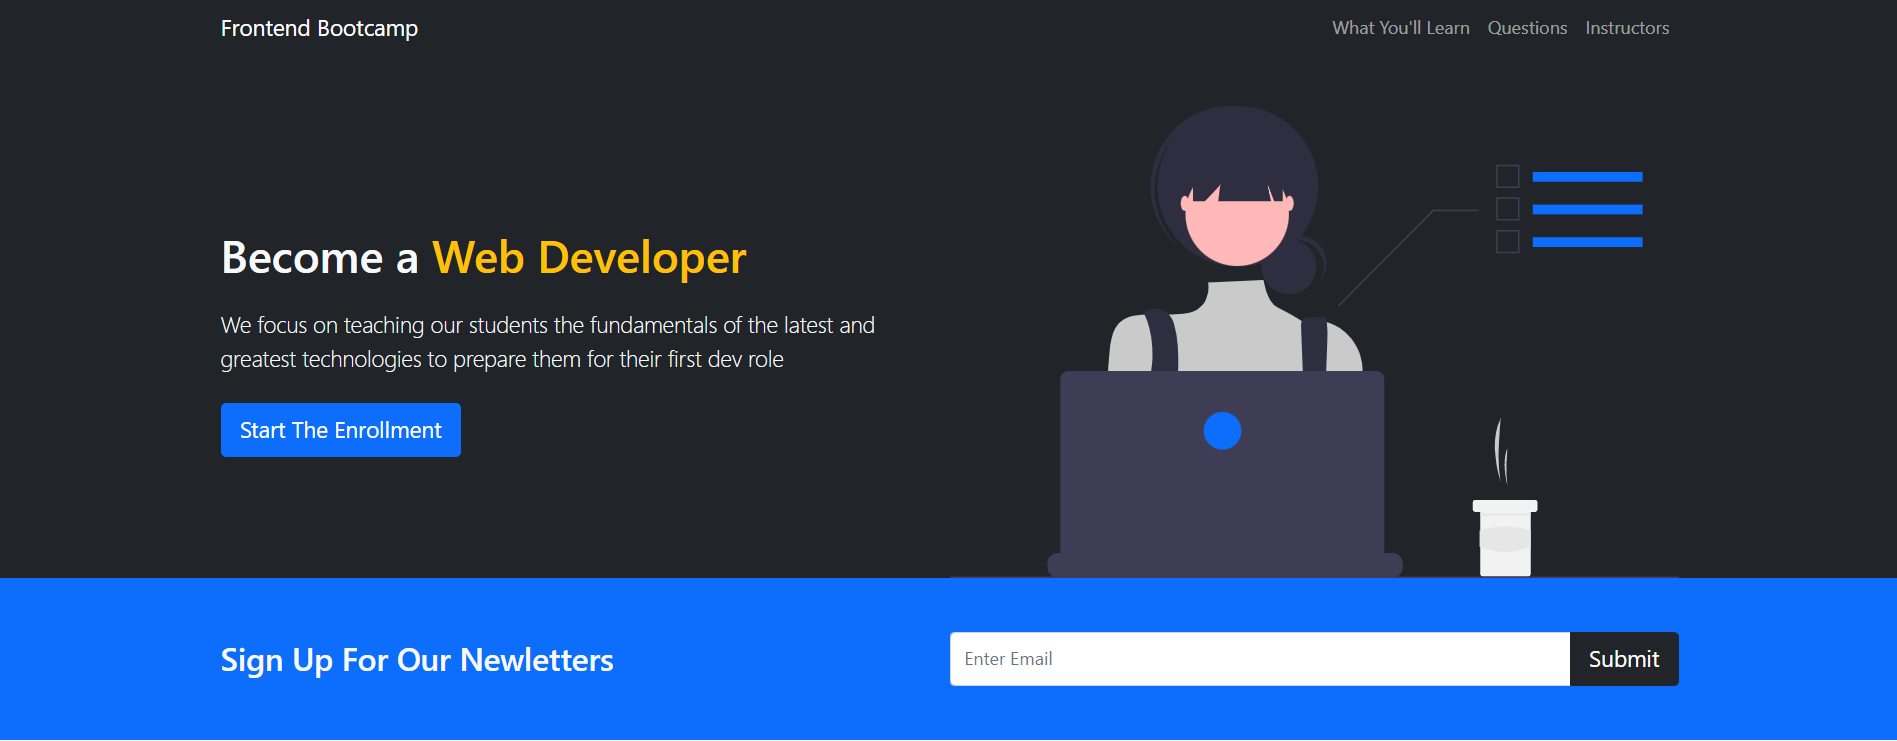 Frontend Bootcamp
What You'll Learn Questions Instructors
Become a Web Developer
We focus on teaching our students the fundamentals of the latest and
greatest technologies to prepare them for their first dev role
Start The Enrollment
Sign Up For Our Newletters
Enter Email
Submit